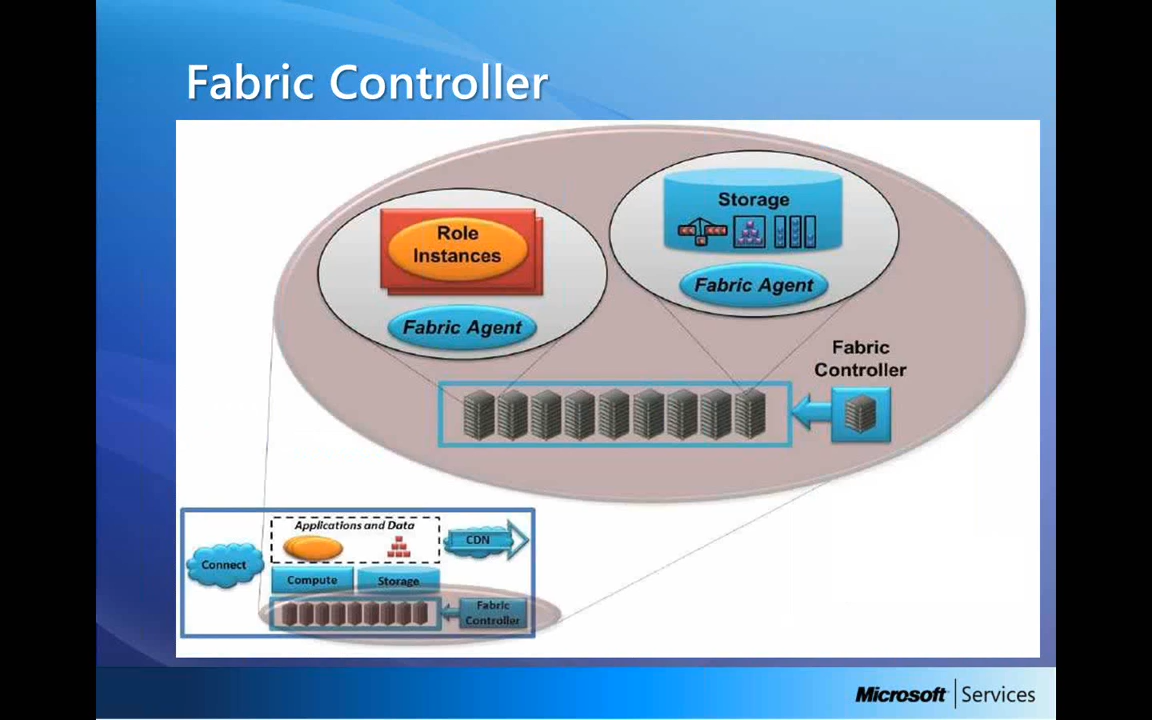 Fabric Controller
Storage
Fabric Agent
Role
Instances
Fabric Agent
Fabric
Controller
Applications and Data
CDN
Connect
Compute
Storage
Fabric
Controller
Microsoft Services